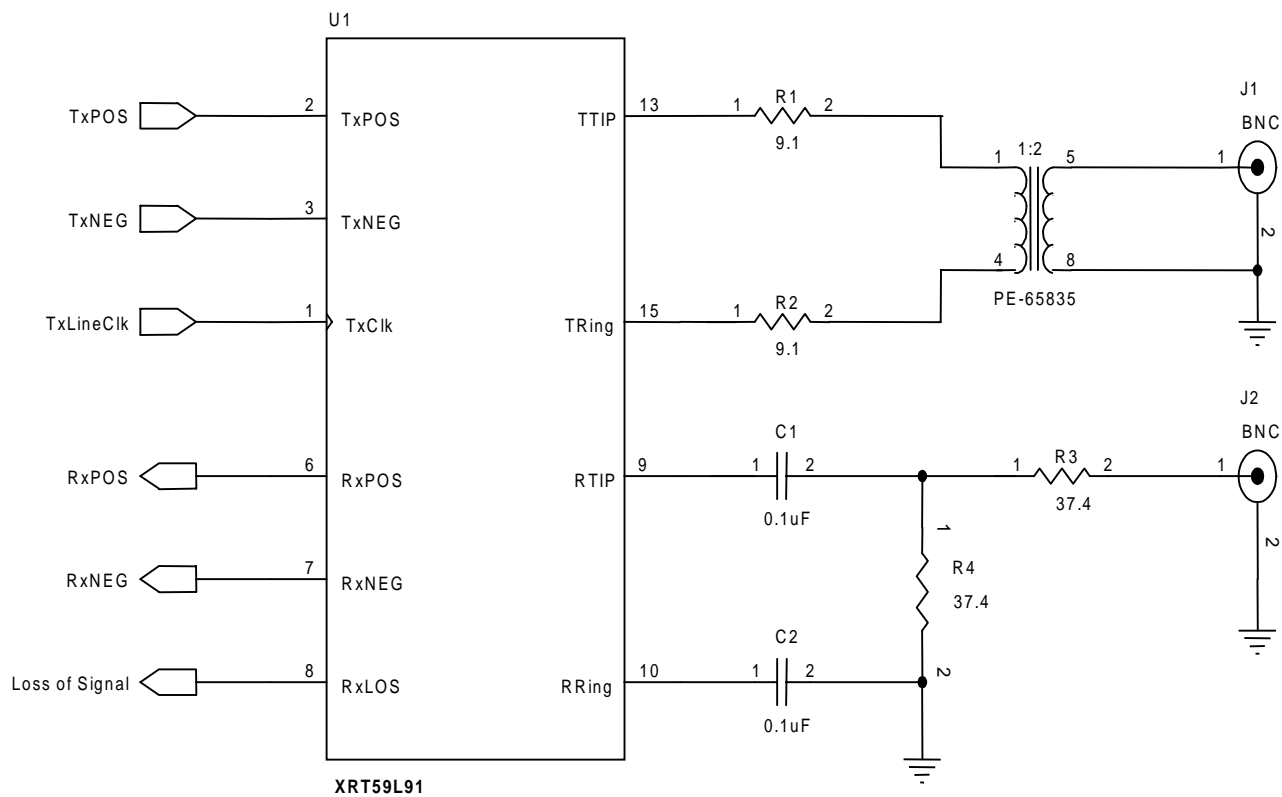 U1
TxPOS
2
TxPOS
TTIP
13
1
R1
2
9.1
J1
BNC
1:2
1
5
1
2
TxNEG
3
TxNEG
4
8
PE-65835
TxLineClk
1
TxClk
TRing
15
1
R2
2
9.1
J2
BNC
RxPOS
6
RxPOS
RTIP
9
C1
1
2
0.1uF
1
R3
2
37.4
1
2
RxNEG
7
RxNEG
1
R4
37.4
2
Loss of Signal
8
RxLOS
RRing
10
C2
1
2
0.1uF
XRT59L91